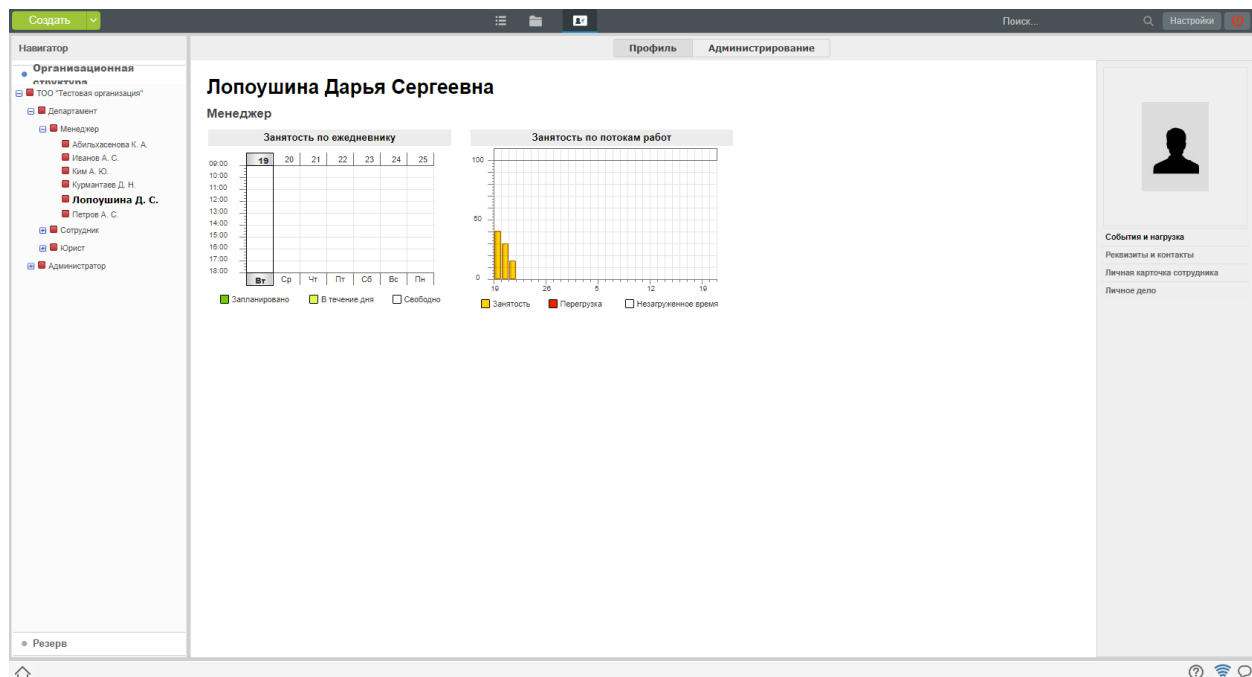 Создать
Поиск...
Настройки
Навигатор
Профиль
Администрирование
Организационная
структура
ТОО "Тестовая организация"
Департамент
Менеджер
Абильхасенова К. А.
Иванов А. С.
Ким А. Ю.
Курмантаев Д. Н.
Лопоушина Д. С.
Петров А. С.
Сотрудник
Юрист
Администратор
Резерв
Лопоушина Дарья Сергеевна
Менеджер
Занятость по ежедневнику
19 20 21 22 23 24 25
09:00
10:00
11:00
12:00
13:00
14:00
15:00
16:00
17:00
18:00
Вт Ср Чт Пт Сб Вс Пн
Запланировано В течение дня Свободно
Занятость по потокам работ
100
50
0
19 26 5 12 19
Занятость Перегрузка Незагруженное время
События и нагрузка
Реквизиты и контакты
Личная карточка сотрудника
Личное дело